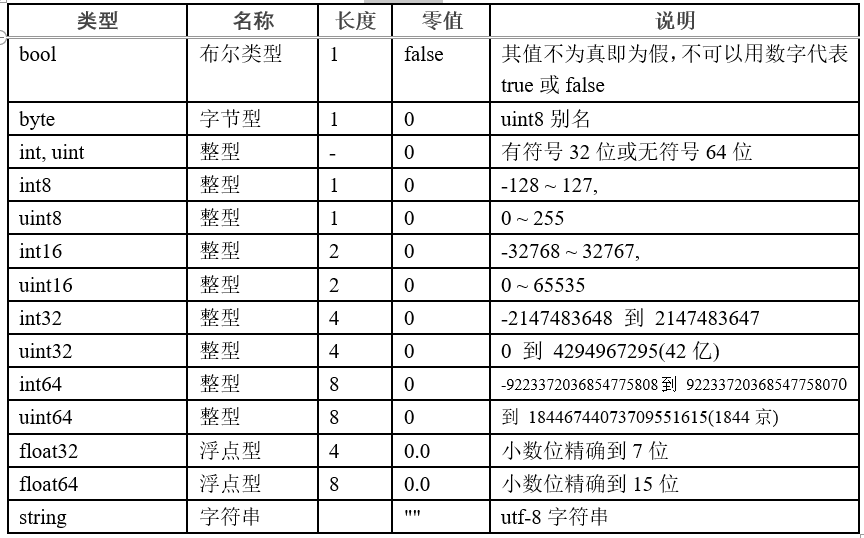 类型 名称 长度 零值 说明
bool 布尔类型 1 false 其值不为真即为假，不可以用数字代表
true 或 false
byte 字节型 1 0 uint8 别名
int, uint 整型 - 0 有符号 32 位或无符号 64 位
int8 整型 1 0 -128 ~ 127,
uint8 整型 1 0 0 ~ 255
int16 整型 2 0 -32768 ~ 32767,
uint16 整型 2 0 0 ~ 65535
int32 整型 4 0 -2147483648 到 2147483647
uint32 整型 4 0 0 到 4294967295(42 亿)
int64 整型 8 0 -9223372036854775808 到 92233720368547758070
uint64 整型 8 0 到 18446744073709551615(1844 京)
float32 浮点型 4 0.0 小数位精确到 7 位
float64 浮点型 8 0.0 小数位精确到 15 位
string 字符串 "" utf-8 字符串